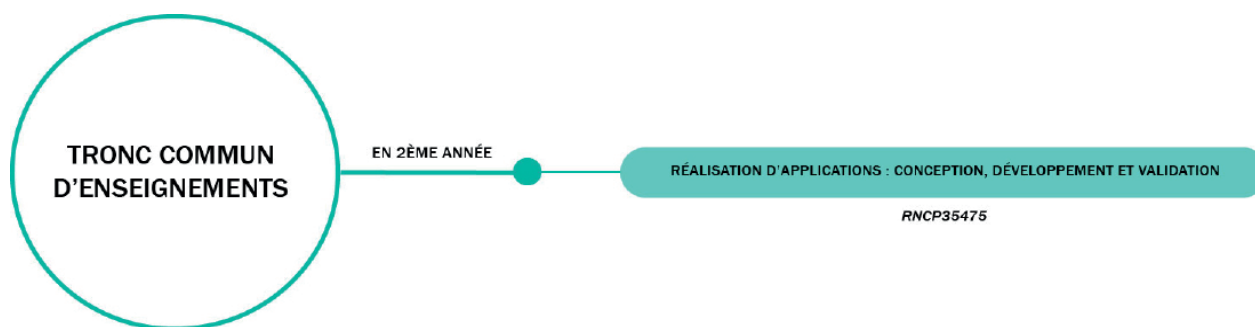 TRONC COMMUN
D'ENSEIGNEMENTS
EN 2ÈME ANNÉE
RÉALISATION D'APPLICATIONS : CONCEPTION, DÉVELOPPEMENT ET VALIDATION
RNCP35475